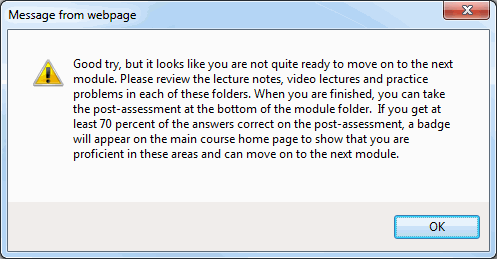 Message from webpage
Good try, but it looks like you are not quite ready to move on to the next
module. Please review the lecture notes, video lectures and practice
problems in each of these folders. When you are finished, you can take
the post-assessment at the bottom of the module folder.  If you get at
least 70 percent of the answers correct on the post-assessment, a badge
will appear on the main course home page to show that you are
proficient in these areas and can move on to the next module.
OK